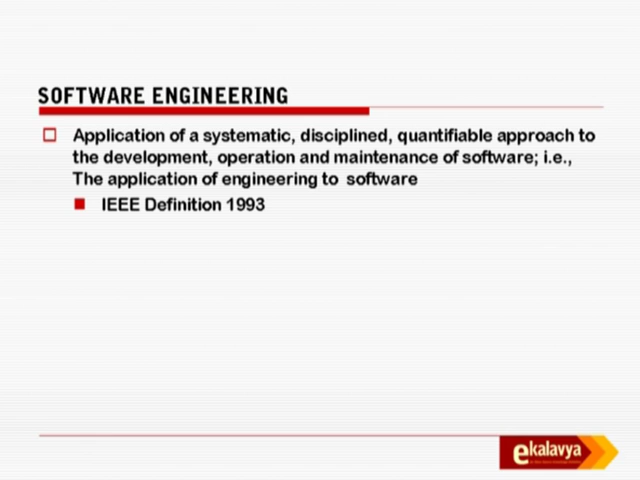 SOFTWARE ENGINEERING
Application of a systematic, disciplined, quantifiable approach to
the development, operation and maintenance of software; i.e.,
The application of engineering to software
IEEE Definition 1993
ekalavya